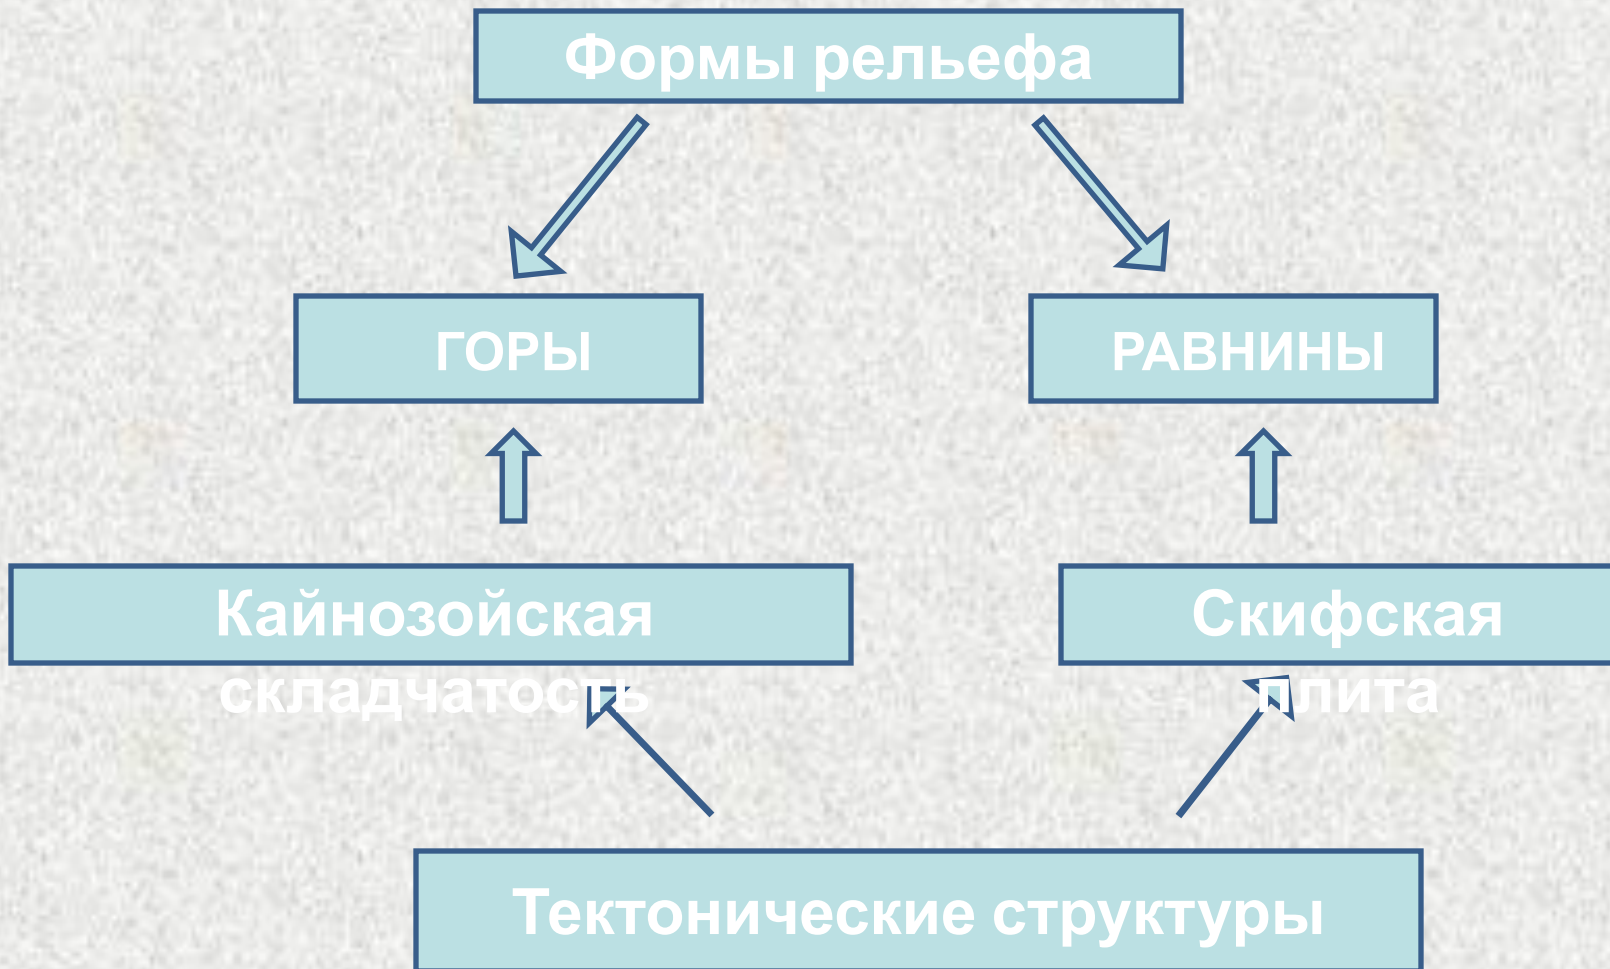 Формы рельефа
ГОРЫ
РАВНИНЫ
Кайнозойская
складчатость
Скифская
плита
Тектонические структуры